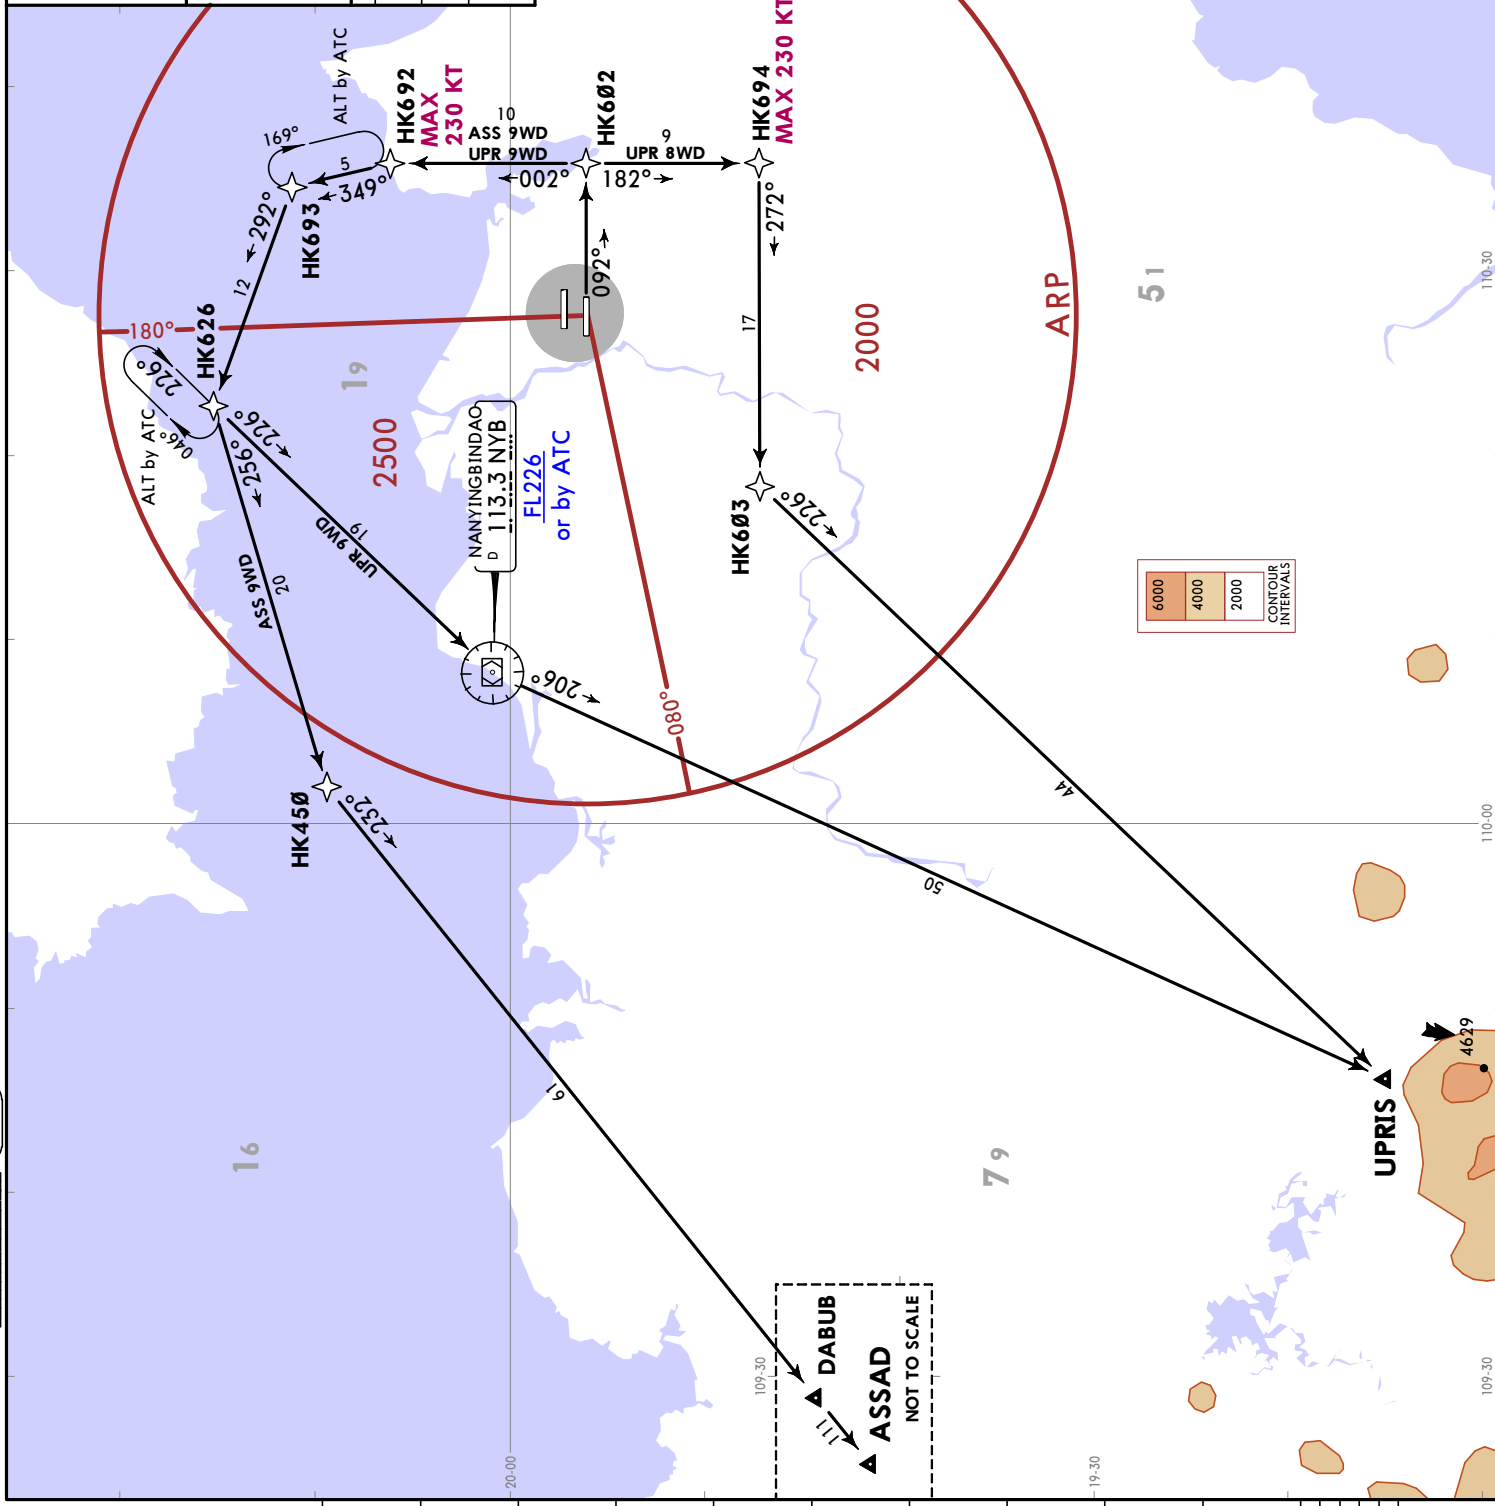 ALT by ATC
169°
5
←349°
HK692
MAX
230 KT
10
ASS 9WD
UPR 9WD
←002°
HK6Ø2
9
UPR 8WD
182°→
HK694
MAX 230 KT
←272°
←292°
HK693
12
092°→
HK626
180°
226°
046°
ALT by ATC
←256°
←226°
19
2500
17
2000
ARP
51
110-30
NANYINGBINDAO
D 113.3 NYB
FL226
or by ATC
UPR 9WD
19
ASS 9WD
20
HK6Ø3
←226°
←206°
080°
6000
4000
2000
CONTOUR
INTERVALS
HK45Ø
←232°
44
50
110-00
61
16
79
4629
UPRIS
DABUB
111
ASSAD
NOT TO SCALE
109-30
109-30
20-00
19-30